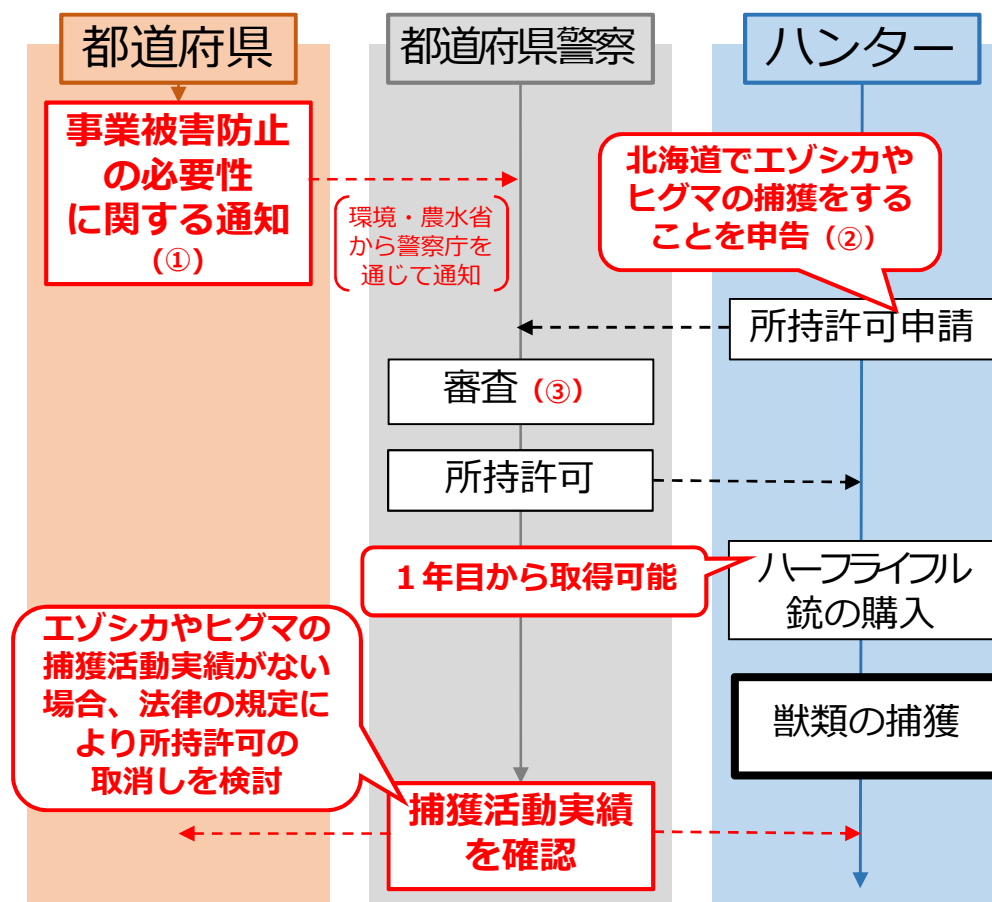 都道府県
都道府県警察
ハンター
事業被害防止
の必要性
に関する通知
（①）
環境・農水省
から警察庁を
通じて通知
北海道でエゾシカや
ヒグマの捕獲をする
ことを申告（②）
所持許可申請
審査（③）
所持許可
１年目から取得可能
ハーフライフル
銃の購入
エゾシカやヒグマの
捕獲活動実績がない
場合、法律の規定に
より所持許可の
取消しを検討
獣類の捕獲
捕獲活動実績
を確認